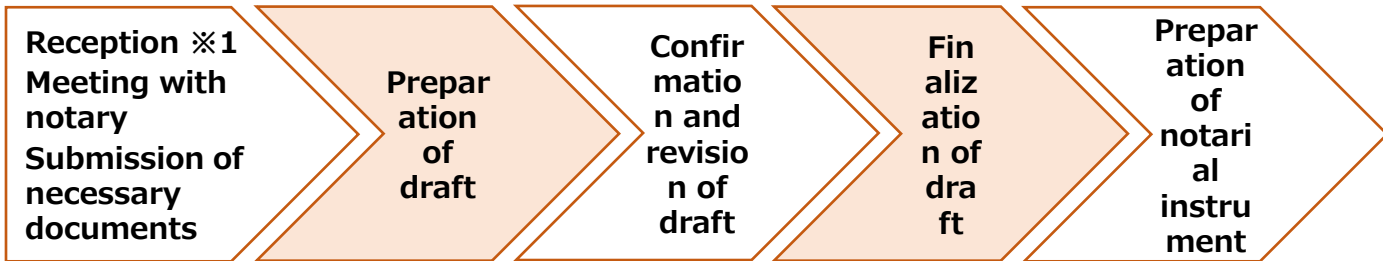 Reception ※1
Meeting with
notary
Submission of
necessary
documents
Prepar
ation
of
draft
Confir
matio
n and
revisio
n of
draft
Fin
aliz
atio
n of
dra
ft
Prepar
ation
of
notari
al
instru
ment